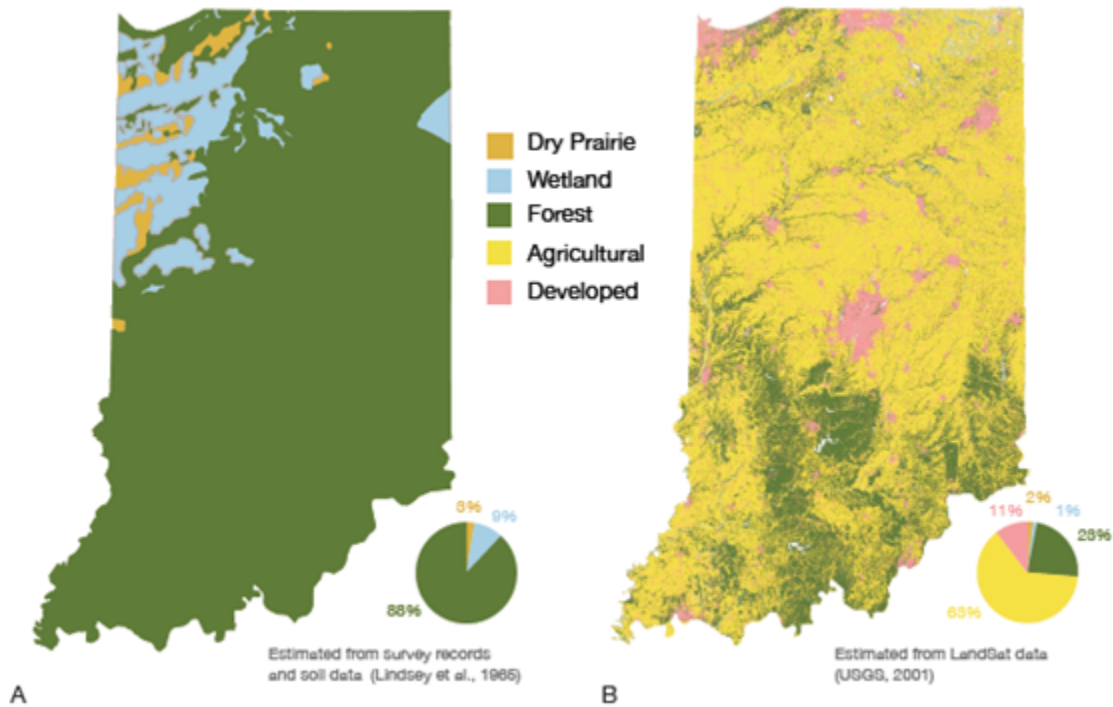 Dry Prairie
Wetland
Forest
Agricultural
Developed
3%
9%
88%
Estimated from survey records
and soil data (Lindsey et al., 1965)
A
2%
11%
1%
23%
63%
Estimated from LandSat data
(USGS, 2001)
B